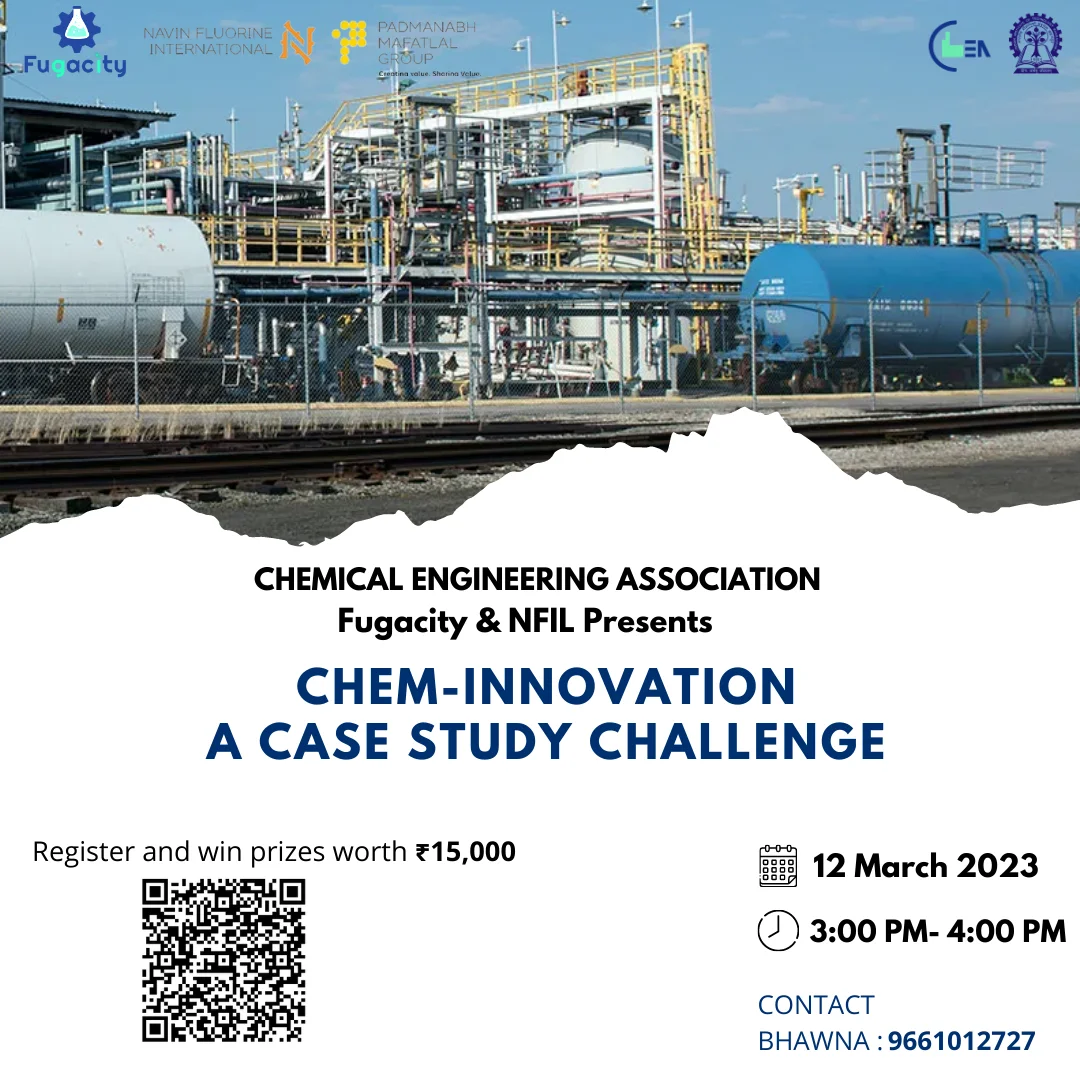 Fugacity
NAVIN FLUORINE
INTERNATIONAL
PADMANABH
MAFATLAL
GROUP
Creating value. Sharing Value.
CHEMICAL ENGINEERING ASSOCIATION
Fugacity & NFIL Presents
CHEM-INNOVATION
A CASE STUDY CHALLENGE
Register and win prizes worth ₹15,000
12 March 2023
3:00 PM- 4:00 PM
CONTACT
BHAWNA : 9661012727